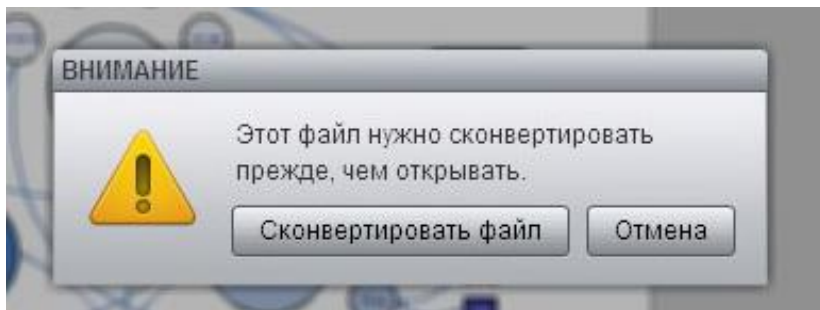 ВНИМАНИЕ
Этот файл нужно сконвертировать
прежде, чем открывать.
Сконвертировать файл
Отмена